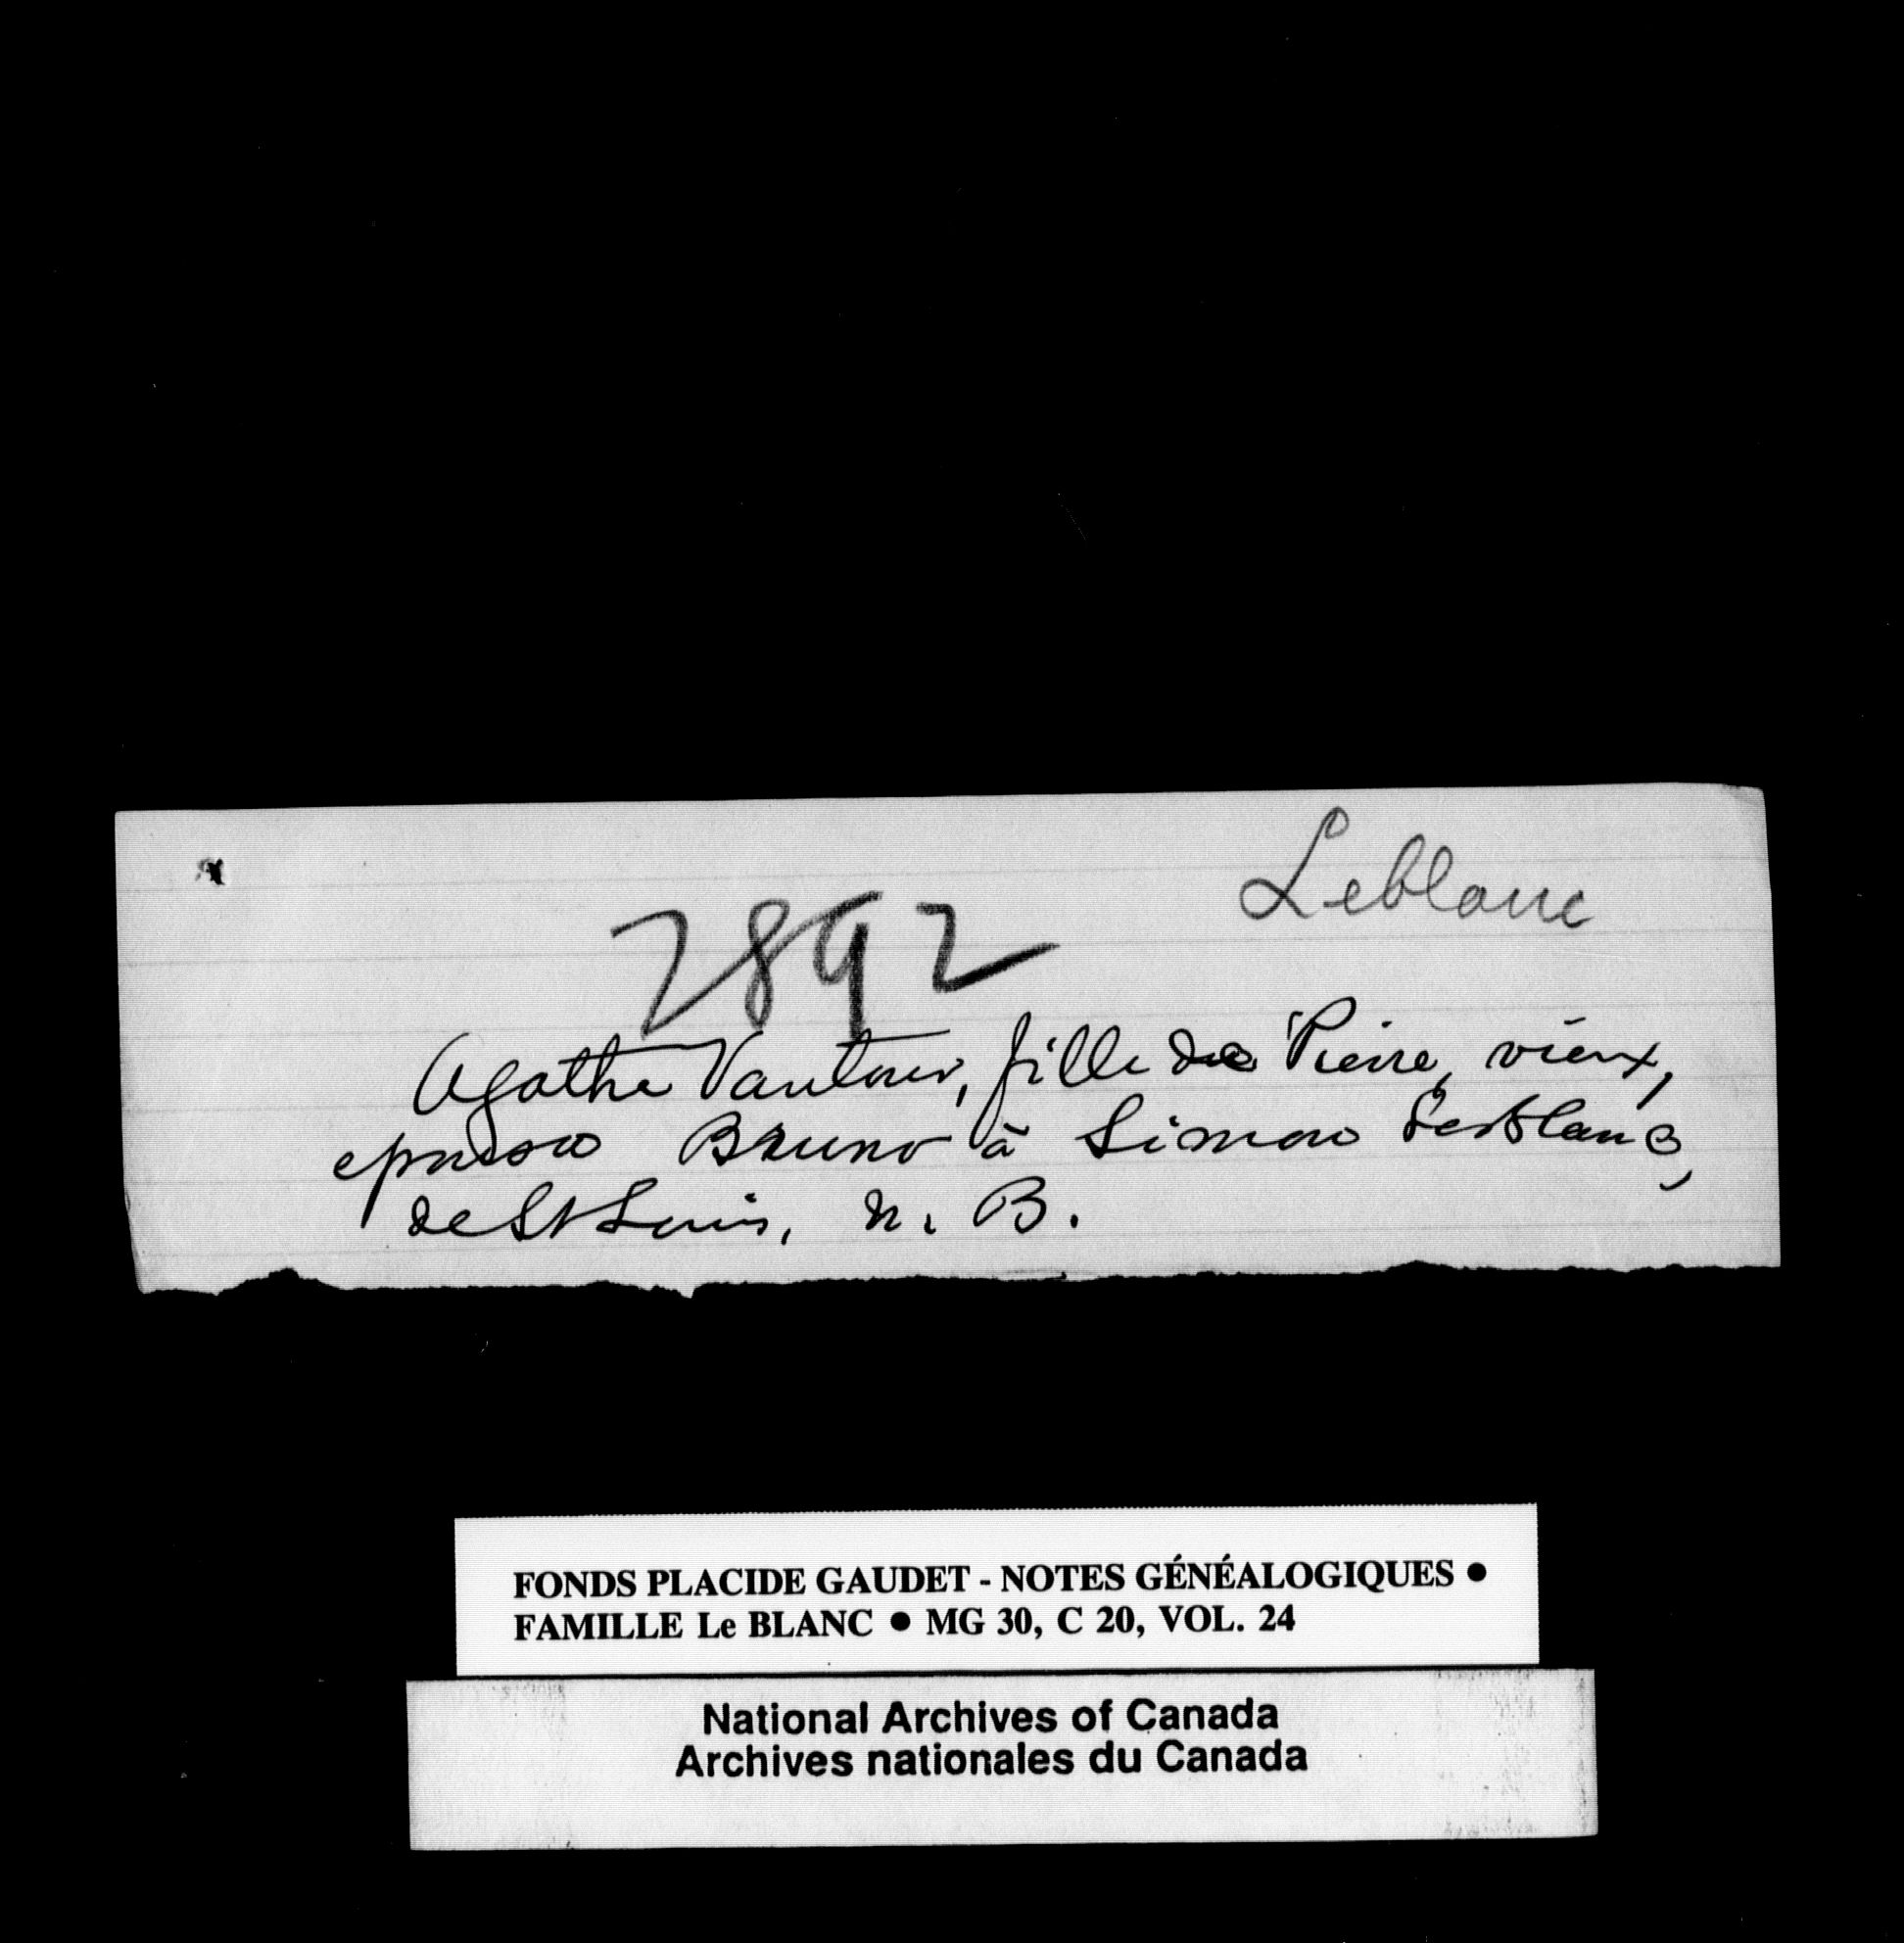 Leblanc
2892
Agathe Vautour, fille de Pierre, vieux,
epousa Bruno à Simon LeBlanc,
de St Louis, N. B.
FONDS PLACIDE GAUDET - NOTES GÉNÉALOGIQUES ●
FAMILLE Le BLANC ● MG 30, C 20, VOL. 24
National Archives of Canada
Archives nationales du Canada